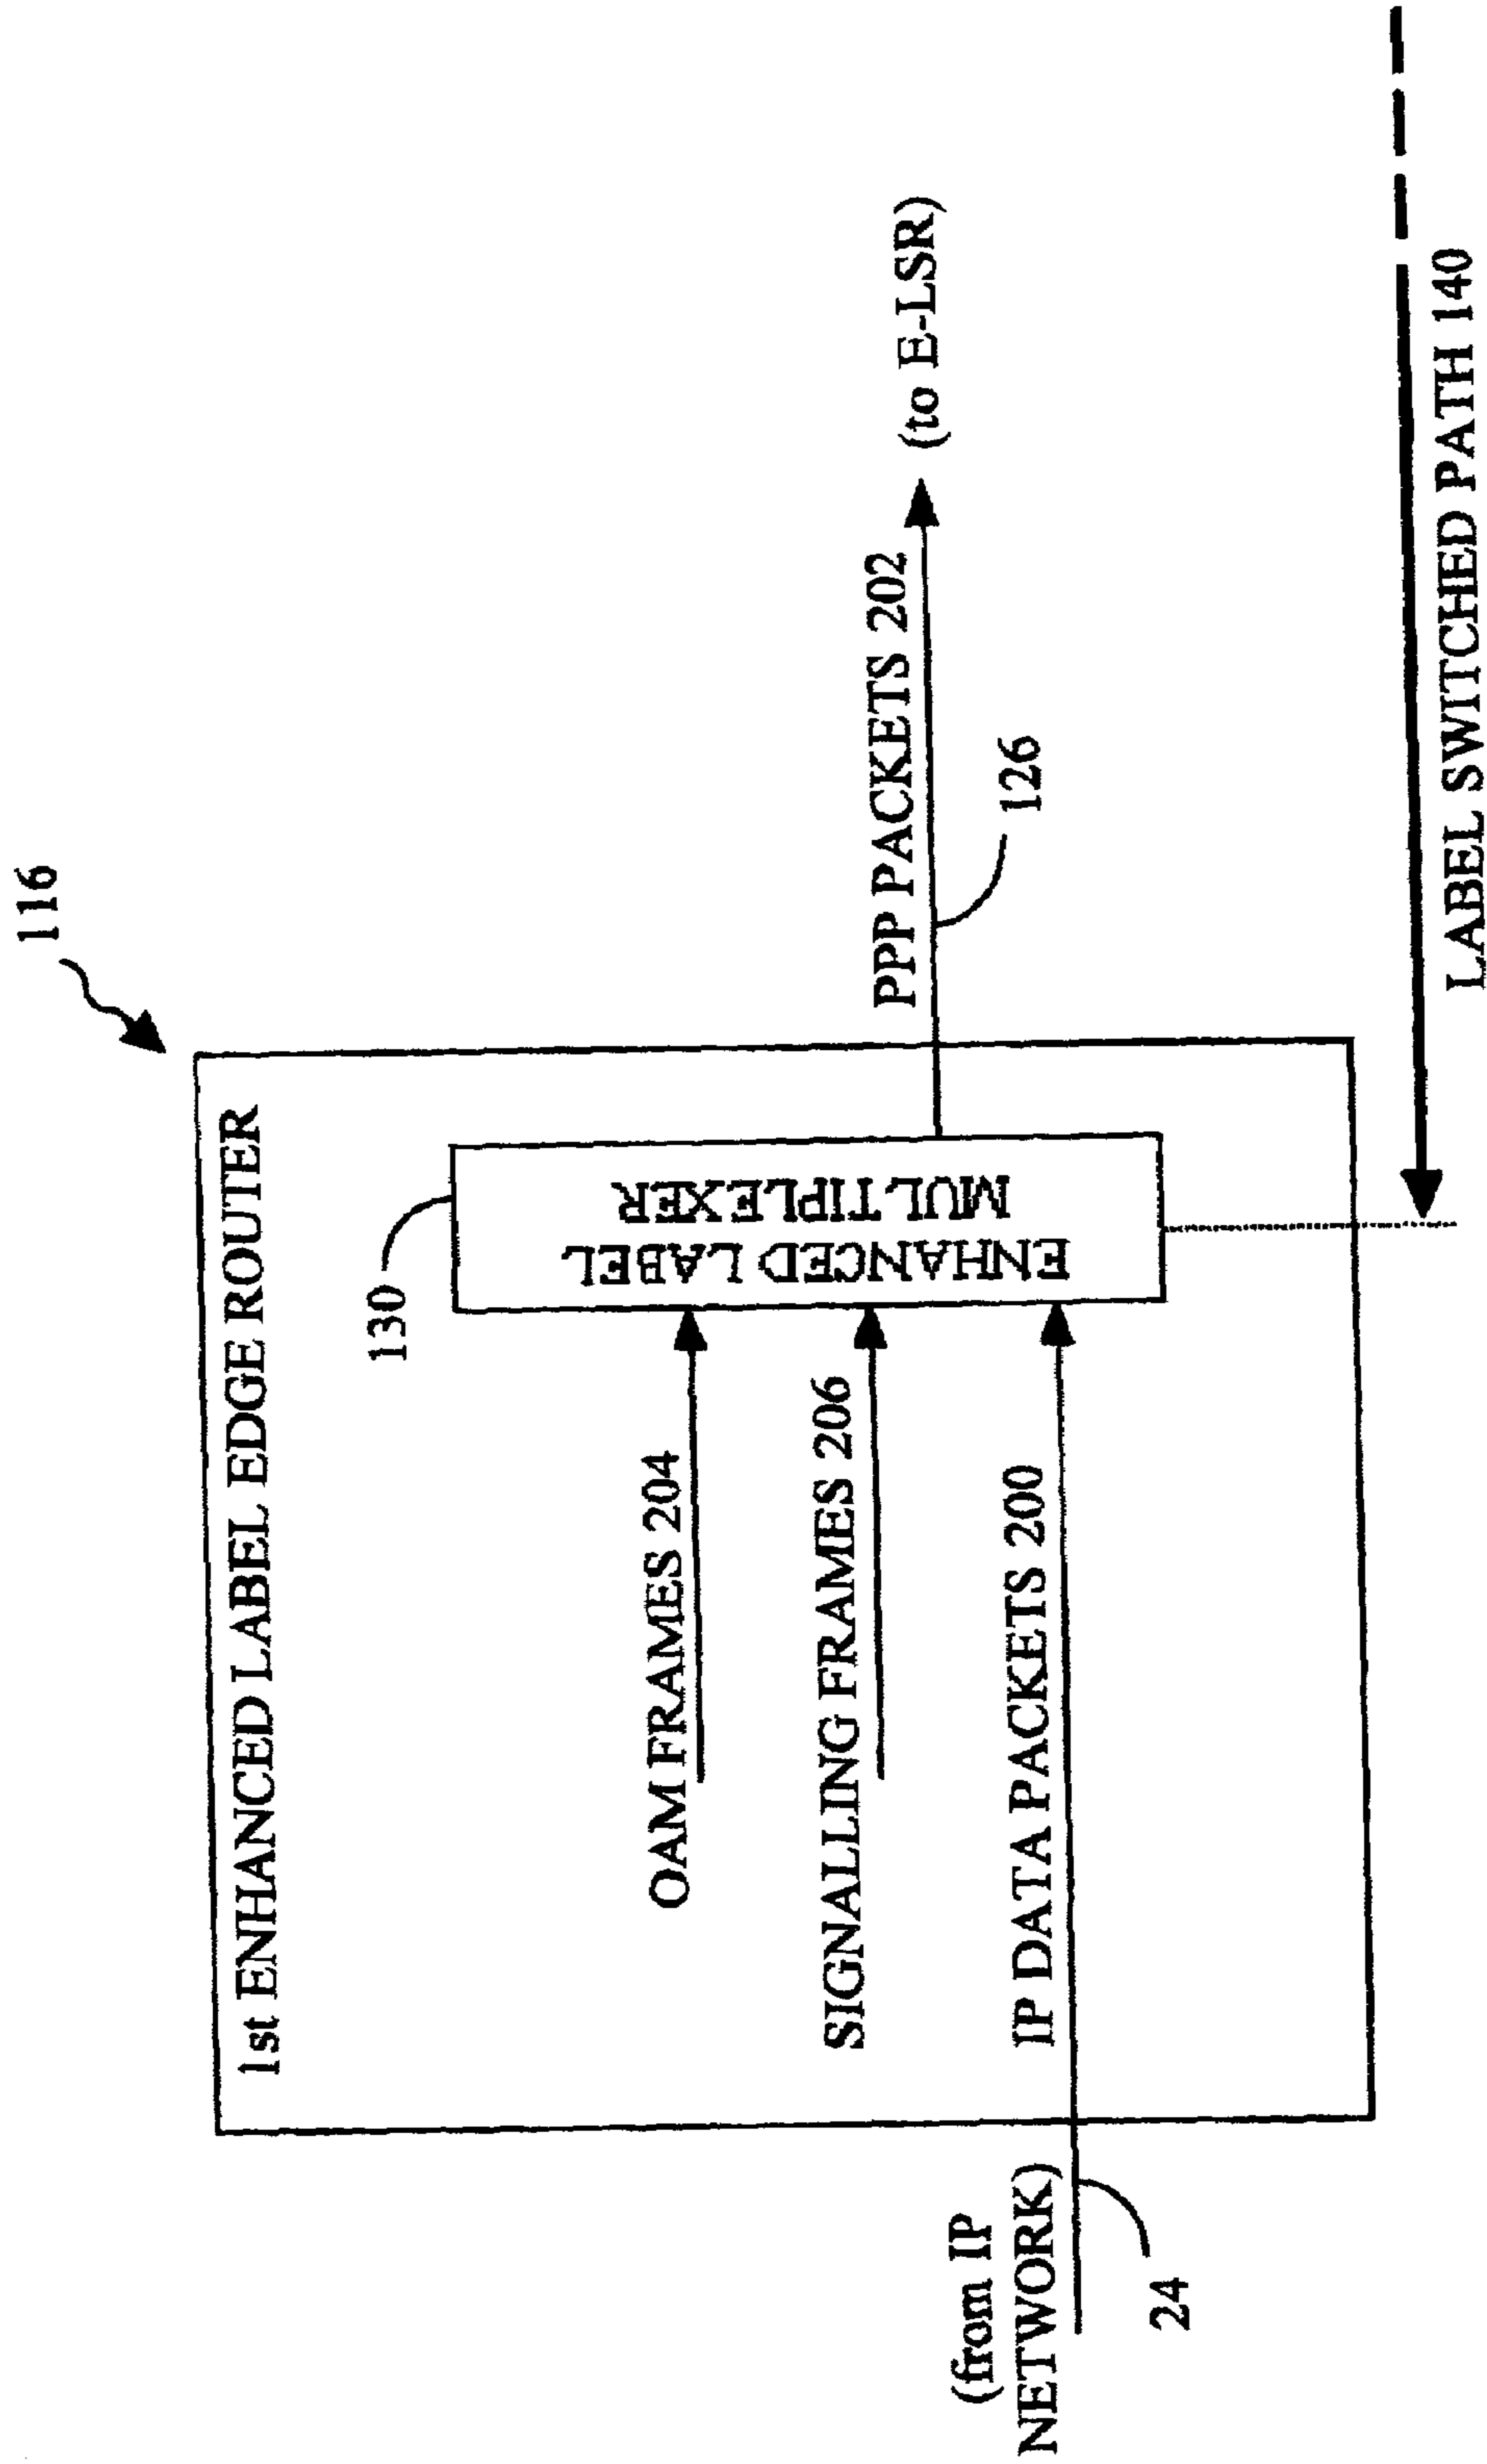 116
1st ENHANCED LABEL EDGE ROUTER
130
OAM FRAMES 204
SIGNALLING FRAMES 206
IP DATA PACKETS 200
ENHANCED LABEL
MULTIPLEXER
PPP PACKETS 202
(to E-LSR)
126
(from IP
NETWORK)
24
LABEL SWITCHED PATH 140